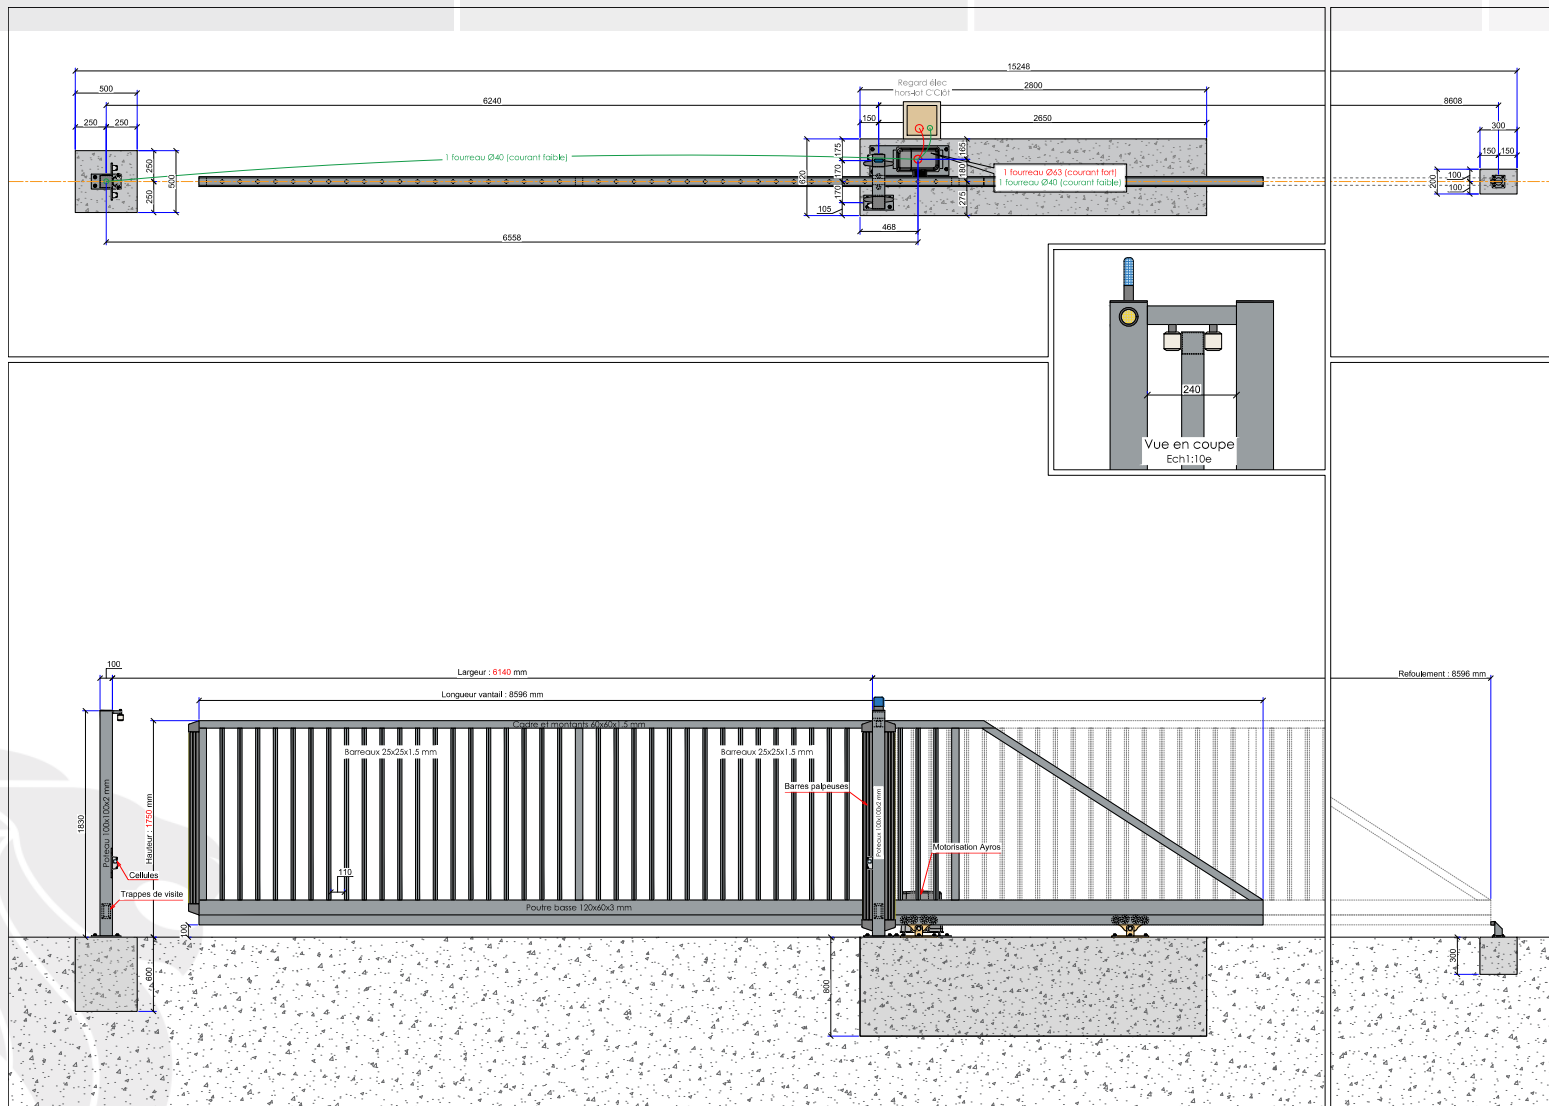 15248
500
Regard élec
hors-lot C'Clôt
2800
6240
8608
250
250
150
2650
300
150
150
1 fourreau Ø40 (courant faible)
250
250
500
620
175
170
170
105
165
180
275
1 fourreau Ø63 (courant fort)
1 fourreau Ø40 (courant faible)
200
100
100
468
6558
240
Vue en coupe
Ech1:10e
100
Largeur : 6140 mm
Refoulement : 8596 mm
Longueur vantail : 8596 mm
Cadre et montants 60x60x1.5 mm
Barreaux 25x25x1.5 mm
Barreaux 25x25x1.5 mm
Barres palpeuses
Poteau 100x100x2 mm
Poteaux 100x100x2 mm
1830
Hauteur : 1750 mm
Motorisation Ayros
Cellules
110
Trappes de visite
Poutre basse 120x60x3 mm
100
600
800
300